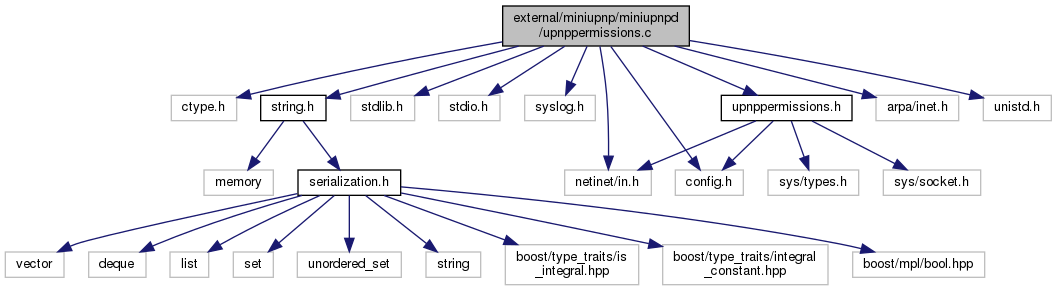 external/miniupnp/miniupnpd
/upnppermissions.c
ctype.h
string.h
stdlib.h
stdio.h
syslog.h
upnppermissions.h
arpa/inet.h
unistd.h
memory
serialization.h
netinet/in.h
config.h
sys/types.h
sys/socket.h
vector
deque
list
set
unordered_set
string
boost/type_traits/is
_integral.hpp
boost/type_traits/integral
_constant.hpp
boost/mpl/bool.hpp